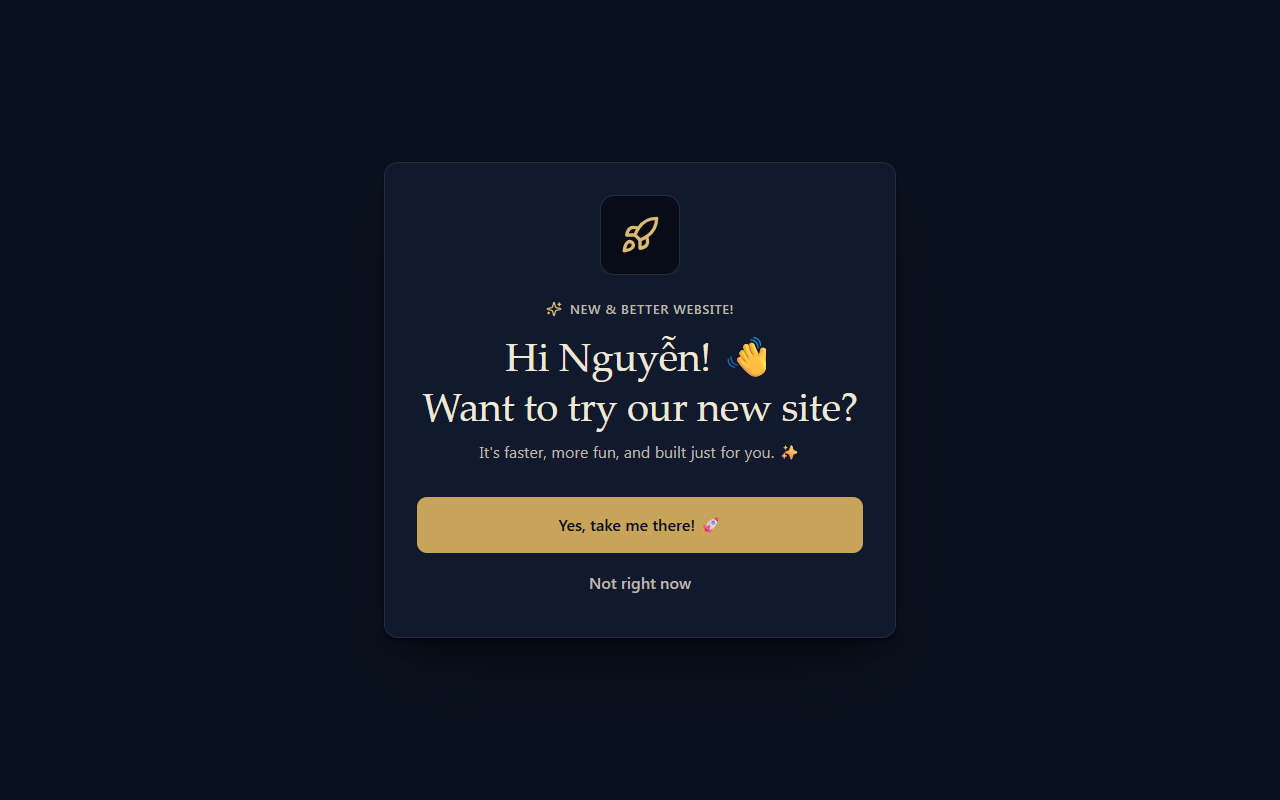 NEW & BETTER WEBSITE!
Hi Nguyễn! 👋
Want to try our new site?
It's faster, more fun, and built just for you. ✨
Yes, take me there! 🚀
Not right now